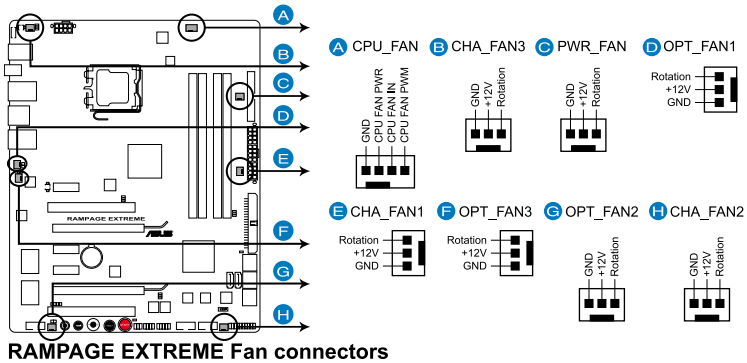 A
B
C
D
E
F
G
H
RAMPAGE EXTREME
ASUS
A CPU_FAN
GND
CPU FAN PWR
CPU FAN IN
CPU FAN PWM
B CHA_FAN3
GND
+12V
Rotation
C PWR_FAN
GND
+12V
Rotation
D OPT_FAN1
Rotation
+12V
GND
E CHA_FAN1
Rotation
+12V
GND
F OPT_FAN3
Rotation
+12V
GND
G OPT_FAN2
GND
+12V
Rotation
H CHA_FAN2
GND
+12V
Rotation
RAMPAGE EXTREME Fan connectors